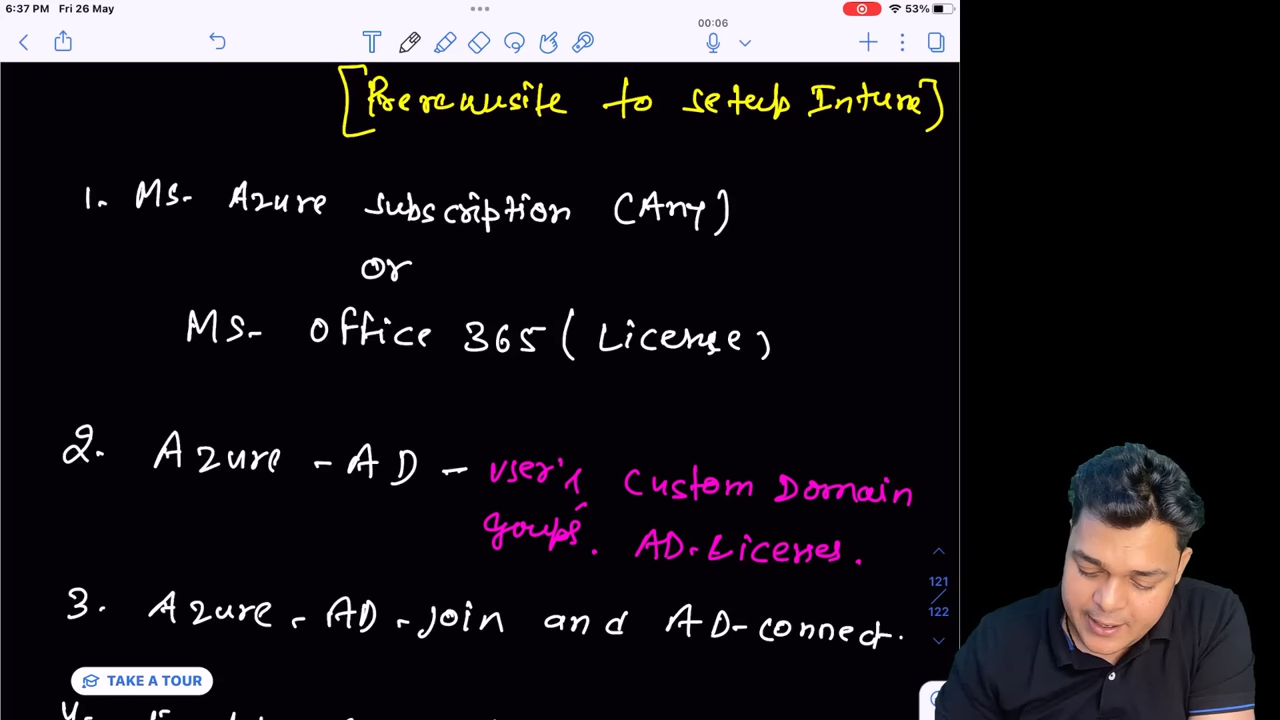 6:37 PM Fri 26 May
53%
00:06
[Prerequsite to setup Intune]
1. MS. Azure subscription (Any)
or
MS. Office 365 (License)
2. Azure - AD - User's Custom Domain
groups. AD. Licenses.
3. Azure - AD - join and AD-connect.
121
122
TAKE A TOUR